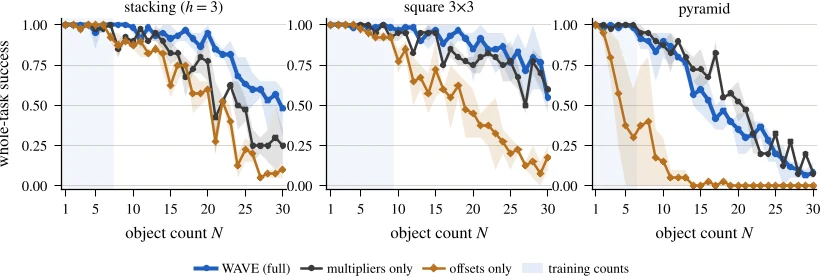 stacking (h = 3)
square 3×3
pyramid
whole-task success
1.00
0.75
0.50
0.25
0.00
1.00
0.75
0.50
0.25
0.00
1.00
0.75
0.50
0.25
0.00
1 5 10 15 20 25 30
1 5 10 15 20 25 30
1 5 10 15 20 25 30
object count N
object count N
object count N
WAVE (full)
multipliers only
offsets only
training counts